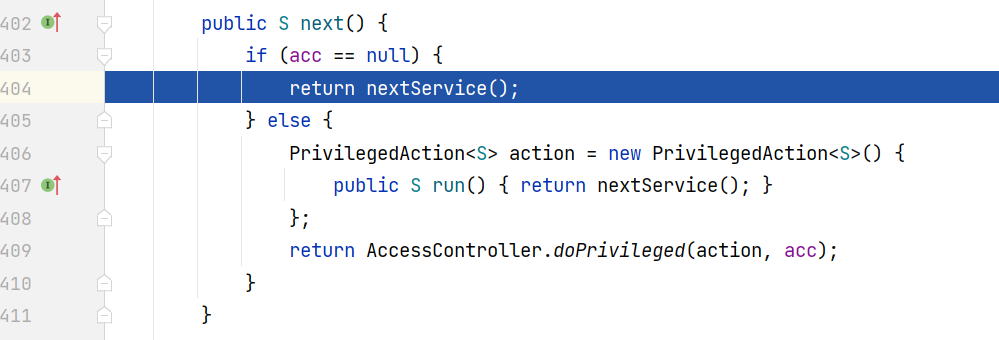 402 public S next() {
403 if (acc == null) {
404 return nextService();
405 } else {
406 PrivilegedAction<S> action = new PrivilegedAction<S>() {
407 public S run() { return nextService(); }
408 };
409 return AccessController.doPrivileged(action, acc);
410 }
411 }